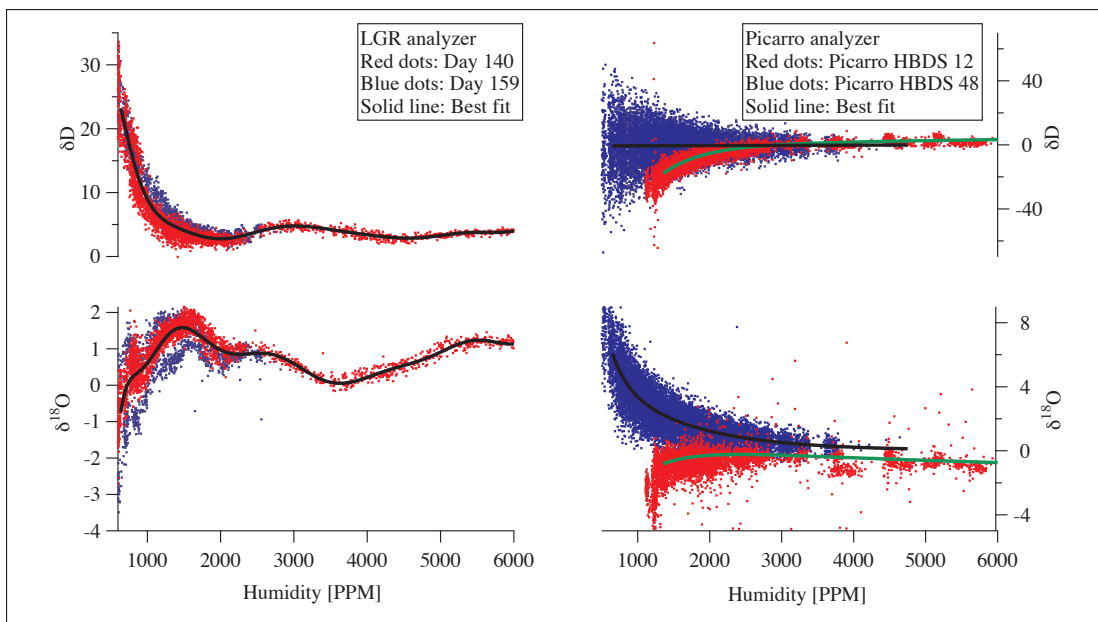 LGR analyzer
Red dots: Day 140
Blue dots: Day 159
Solid line: Best fit
30
20
10
0
δD
Picarro analyzer
Red dots: Picarro HBDS 12
Blue dots: Picarro HBDS 48
Solid line: Best fit
40
0
-40
δD
2
1
0
-1
-2
-3
-4
δ¹⁸O
1000 2000 3000 4000 5000 6000
Humidity [PPM]
8
4
0
-4
δ¹⁸O
1000 2000 3000 4000 5000 6000
Humidity [PPM]